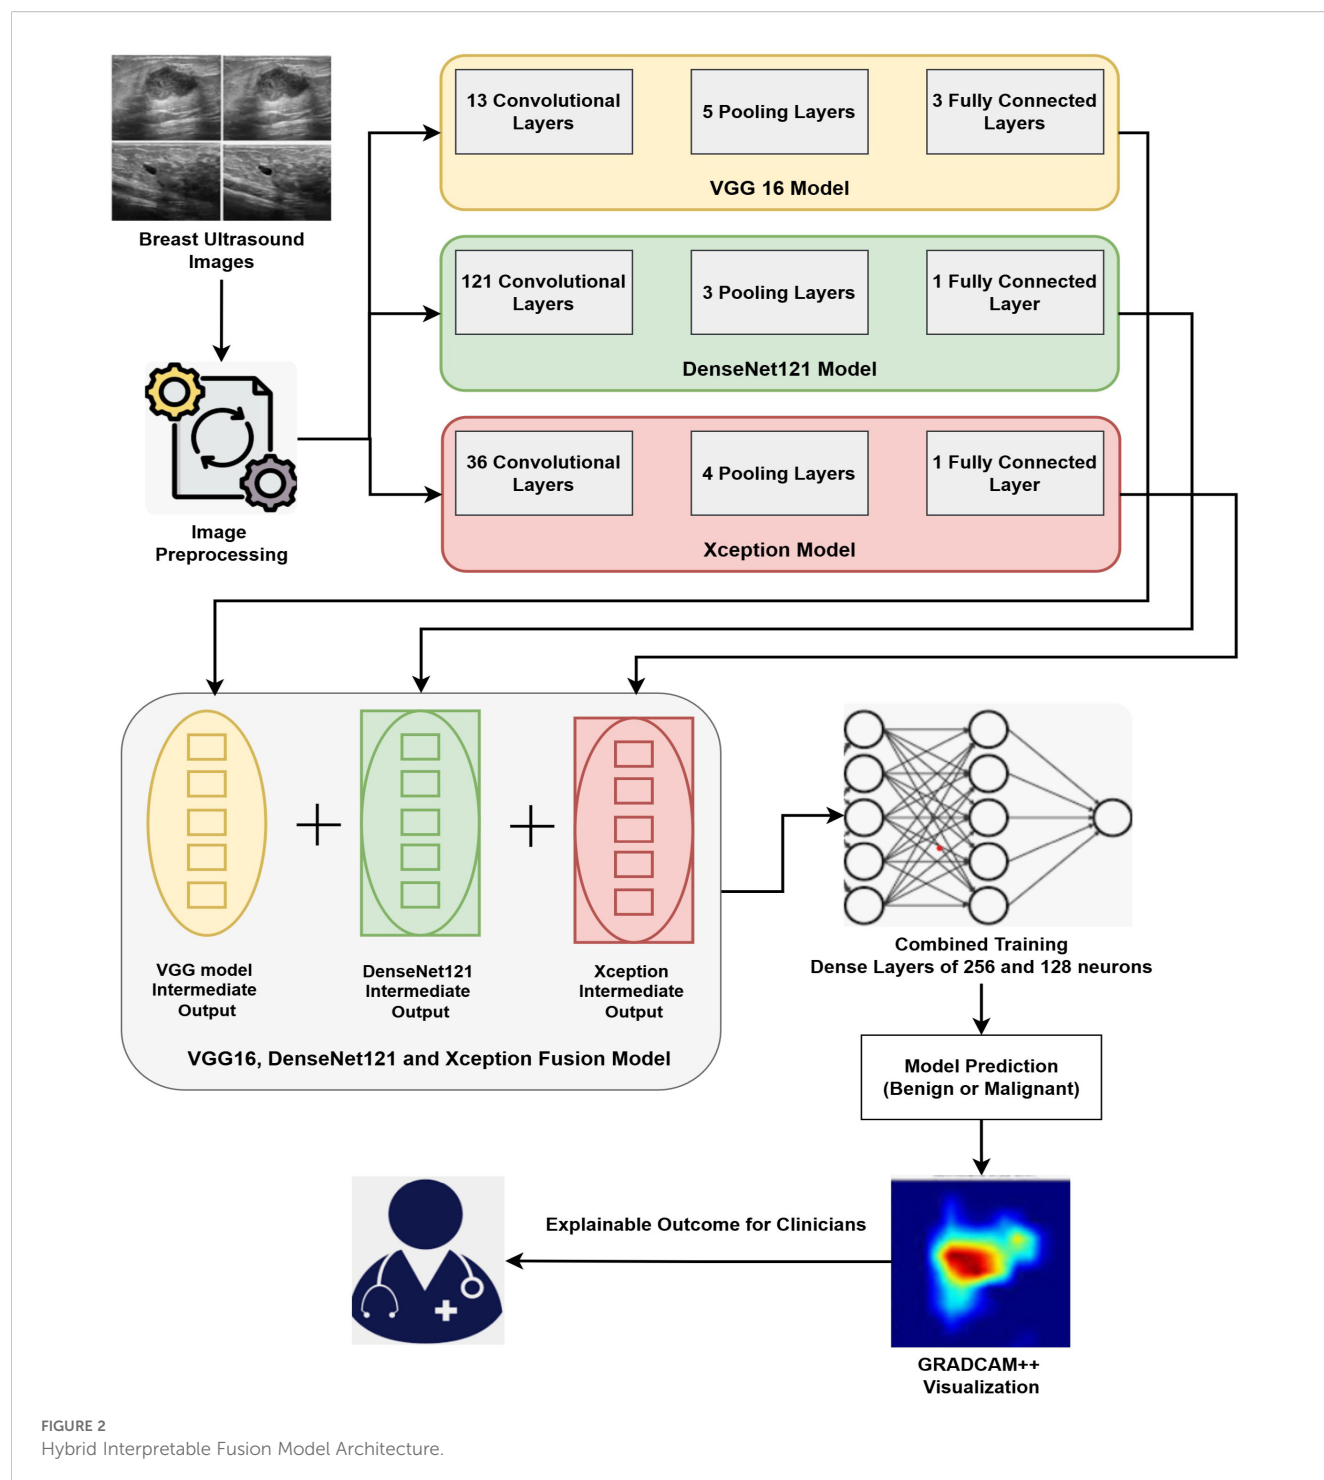 13 Convolutional
Layers
5 Pooling Layers
3 Fully Connected
Layers
VGG 16 Model
Breast Ultrasound
Images
121 Convolutional
Layers
3 Pooling Layers
1 Fully Connected
Layer
DenseNet121 Model
36 Convolutional
Layers
4 Pooling Layers
1 Fully Connected
Layer
Xception Model
Image
Preprocessing
VGG model
Intermediate
Output
DenseNet121
Intermediate
Output
Xception
Intermediate
Output
VGG16, DenseNet121 and Xception Fusion Model
Combined Training
Dense Layers of 256 and 128 neurons
Model Prediction
(Benign or Malignant)
Explainable Outcome for Clinicians
GRADCAM++
Visualization
FIGURE 2
Hybrid Interpretable Fusion Model Architecture.